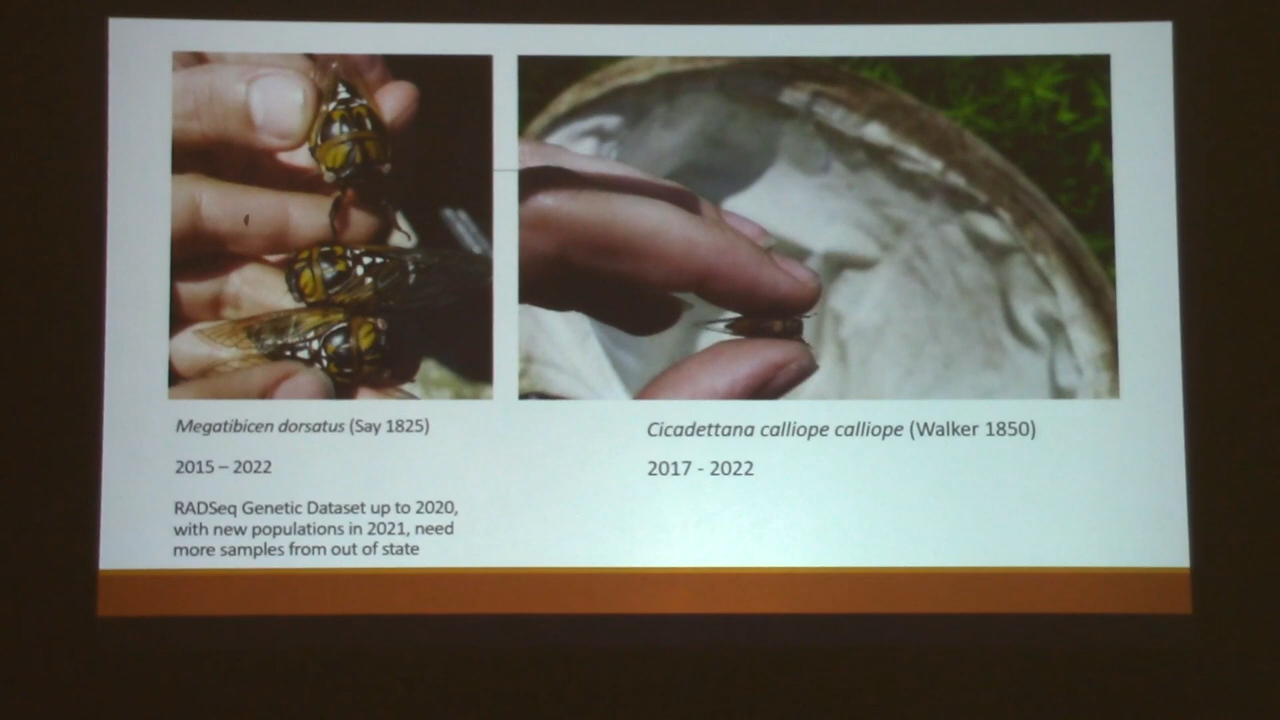 Megatibicen dorsatus (Say 1825)
2015 – 2022
RADSeq Genetic Dataset up to 2020,
with new populations in 2021, need
more samples from out of state
Cicadettana calliope calliope (Walker 1850)
2017 - 2022